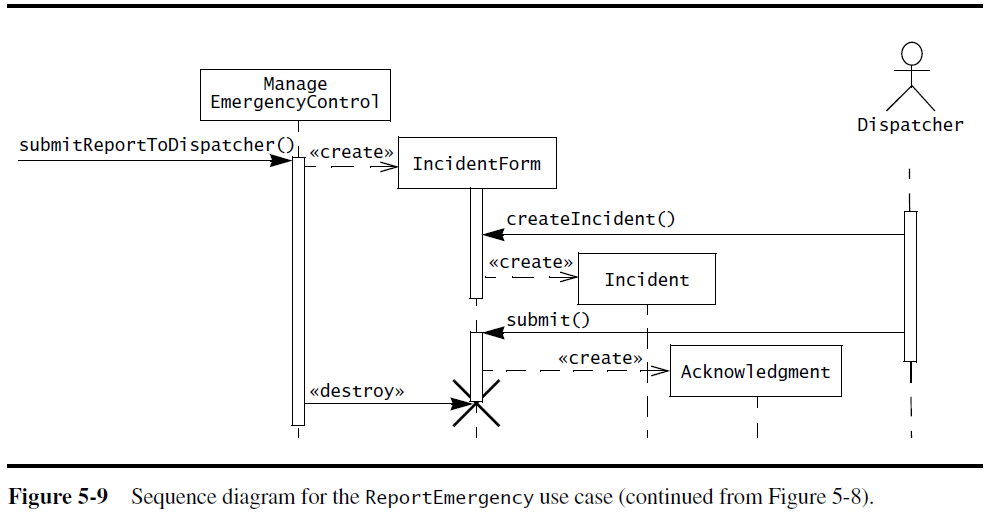 Manage
EmergencyControl
Dispatcher
submitReportToDispatcher()
«create»
IncidentForm
createIncident()
«create»
Incident
submit()
«create»
Acknowledgment
«destroy»
Figure 5-9 Sequence diagram for the ReportEmergency use case (continued from Figure 5-8).